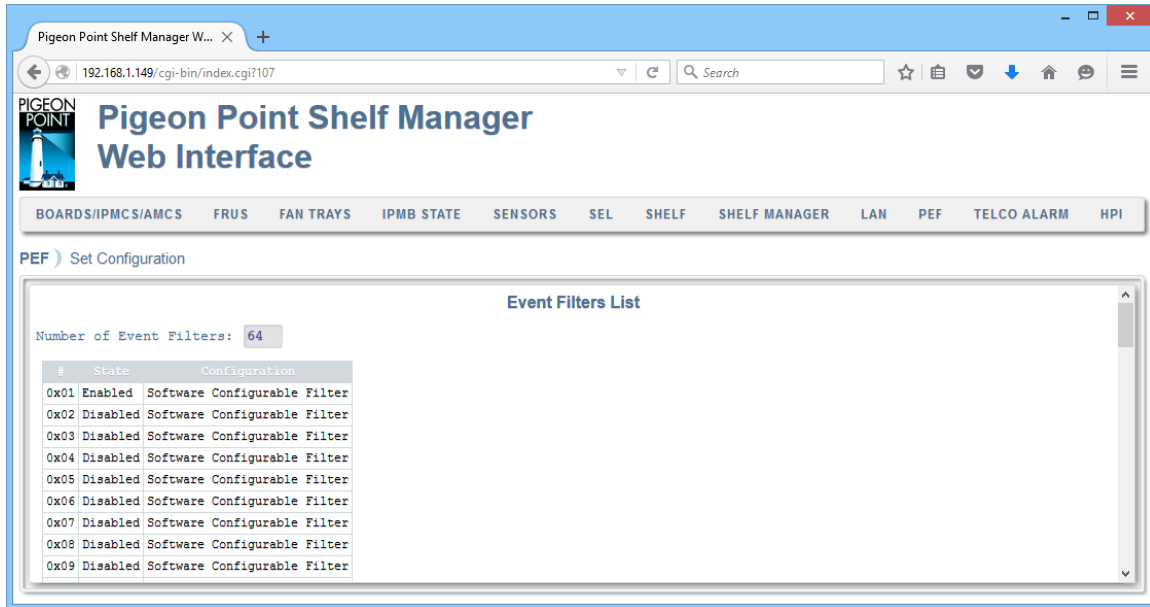 Pigeon Point Shelf Manager W...
192.168.1.149/cgi-bin/index.cgi?107
Search
PIGEON
POINT
Pigeon Point Shelf Manager
Web Interface
BOARDS/IPMCS/AMCS FRUS FAN TRAYS IPMB STATE SENSORS SEL SHELF SHELF MANAGER LAN PEF TELCO ALARM HPI
PEF ) Set Configuration
Event Filters List
Number of Event Filters: 64
# State Configuration
0x01 Enabled Software Configurable Filter
0x02 Disabled Software Configurable Filter
0x03 Disabled Software Configurable Filter
0x04 Disabled Software Configurable Filter
0x05 Disabled Software Configurable Filter
0x06 Disabled Software Configurable Filter
0x07 Disabled Software Configurable Filter
0x08 Disabled Software Configurable Filter
0x09 Disabled Software Configurable Filter